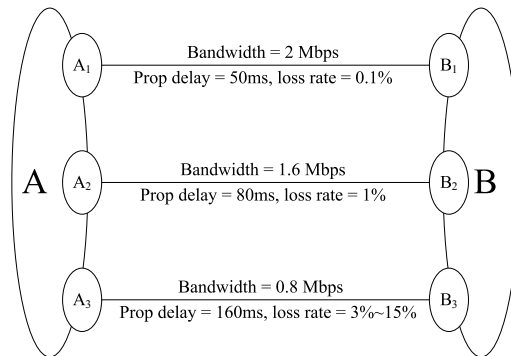 A
B
A1
Bandwidth = 2 Mbps
Prop delay = 50ms, loss rate = 0.1%
B1
A2
Bandwidth = 1.6 Mbps
Prop delay = 80ms, loss rate = 1%
B2
A3
Bandwidth = 0.8 Mbps
Prop delay = 160ms, loss rate = 3%~15%
B3